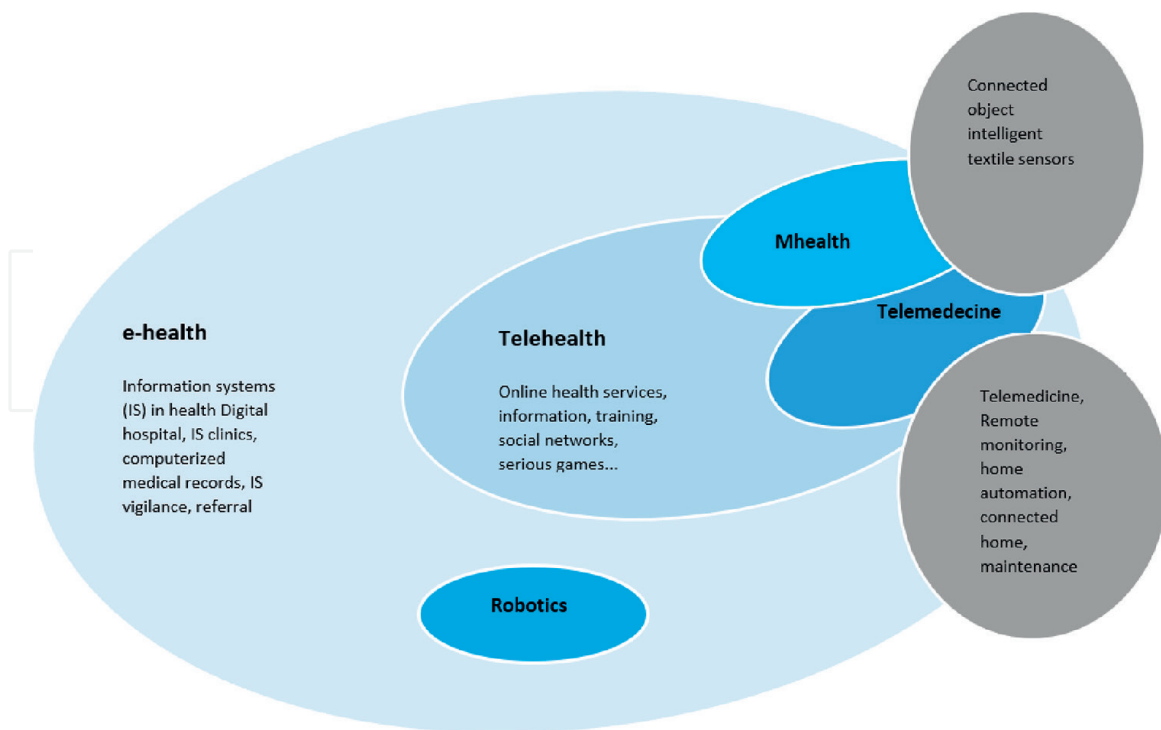 e-health
Information systems
(IS) in health Digital
hospital, IS clinics,
computerized
medical records, IS
vigilance, referral
Telehealth
Online health services,
information, training,
social networks,
serious games...
Mhealth
Telemedecine
Robotics
Connected
object
intelligent
textile sensors
Telemedicine,
Remote
monitoring,
home
automation,
connected
home,
maintenance